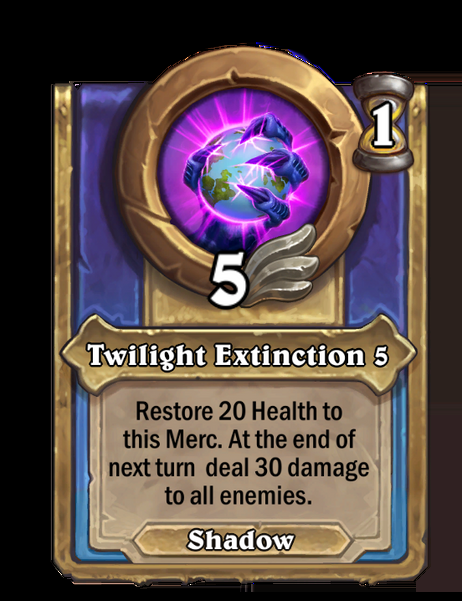 1
5
Twilight Extinction 5
Restore 20 Health to
this Merc. At the end of
next turn deal 30 damage
to all enemies.
Shadow